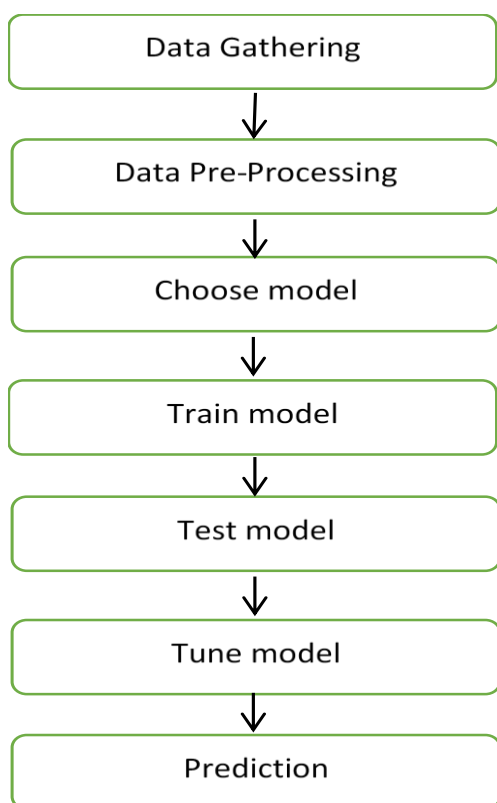 Data Gathering
Data Pre-Processing
Choose model
Train model
Test model
Tune model
Prediction